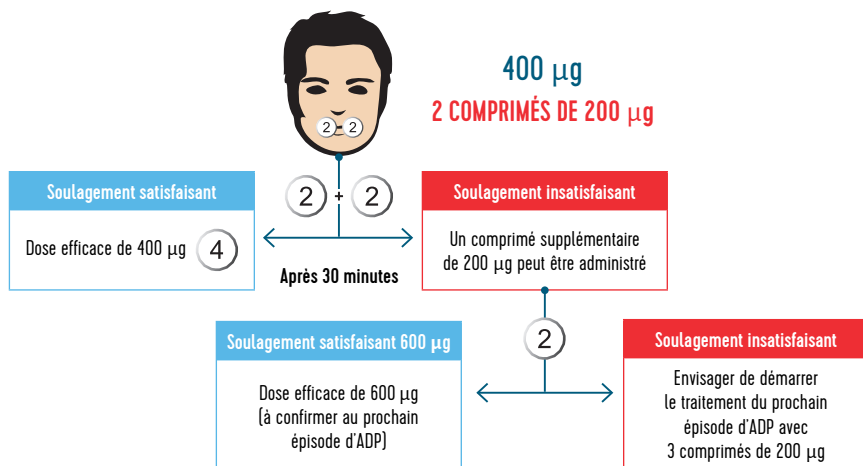 400 µg
2 COMPRIMÉS DE 200 µg
2 2
Soulagement satisfaisant
Dose efficace de 400 µg 4
2 + 2
Après 30 minutes
Soulagement insatisfaisant
Un comprimé supplémentaire
de 200 µg peut être administré
2
Soulagement satisfaisant 600 µg
Dose efficace de 600 µg
(à confirmer au prochain
épisode d'ADP)
Soulagement insatisfaisant
Envisager de démarrer
le traitement du prochain
épisode d'ADP avec
3 comprimés de 200 µg